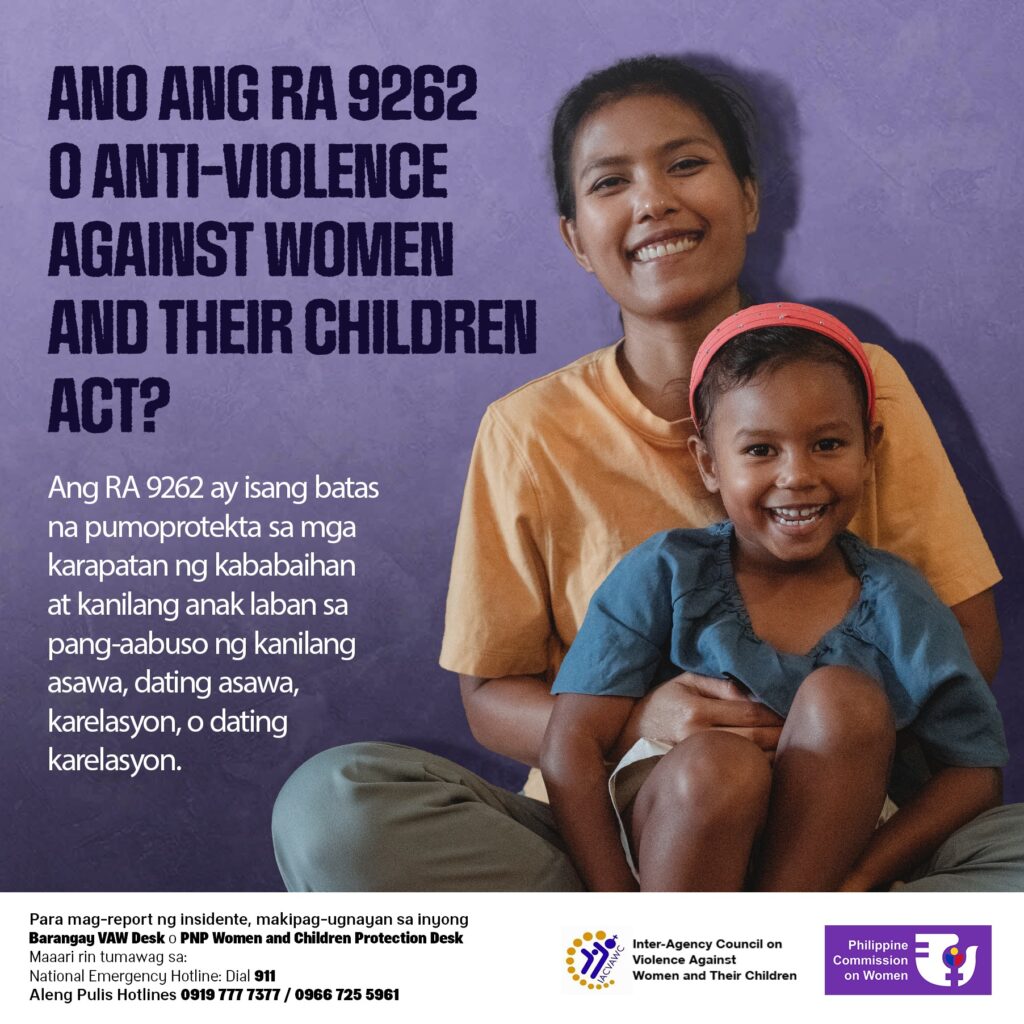 ANO ANG RA 9262
O ANTI-VIOLENCE
AGAINST WOMEN
AND THEIR CHILDREN
ACT?
Ang RA 9262 ay isang batas
na pumoprotekta sa mga
karapatan ng kababaihan
at kanilang anak laban sa
pang-aabuso ng kanilang
asawa, dating asawa,
karelasyon, o dating
karelasyon.
Para mag-report ng insidente, makipag-ugnayan sa inyong
Barangay VAW Desk o PNP Women and Children Protection Desk
Maaari rin tumawag sa:
National Emergency Hotline: Dial 911
Aleng Pulis Hotlines 0919 777 7377 / 0966 725 5961
IACVAWC
Inter-Agency Council on
Violence Against
Women and Their Children
Philippine
Commission
on Women